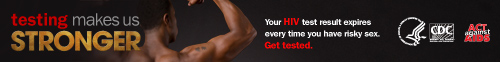 testing makes us
STRONGER
Your HIV test result expires
every time you have risky sex.
Get tested.
CDC
ACT
against
AIDS